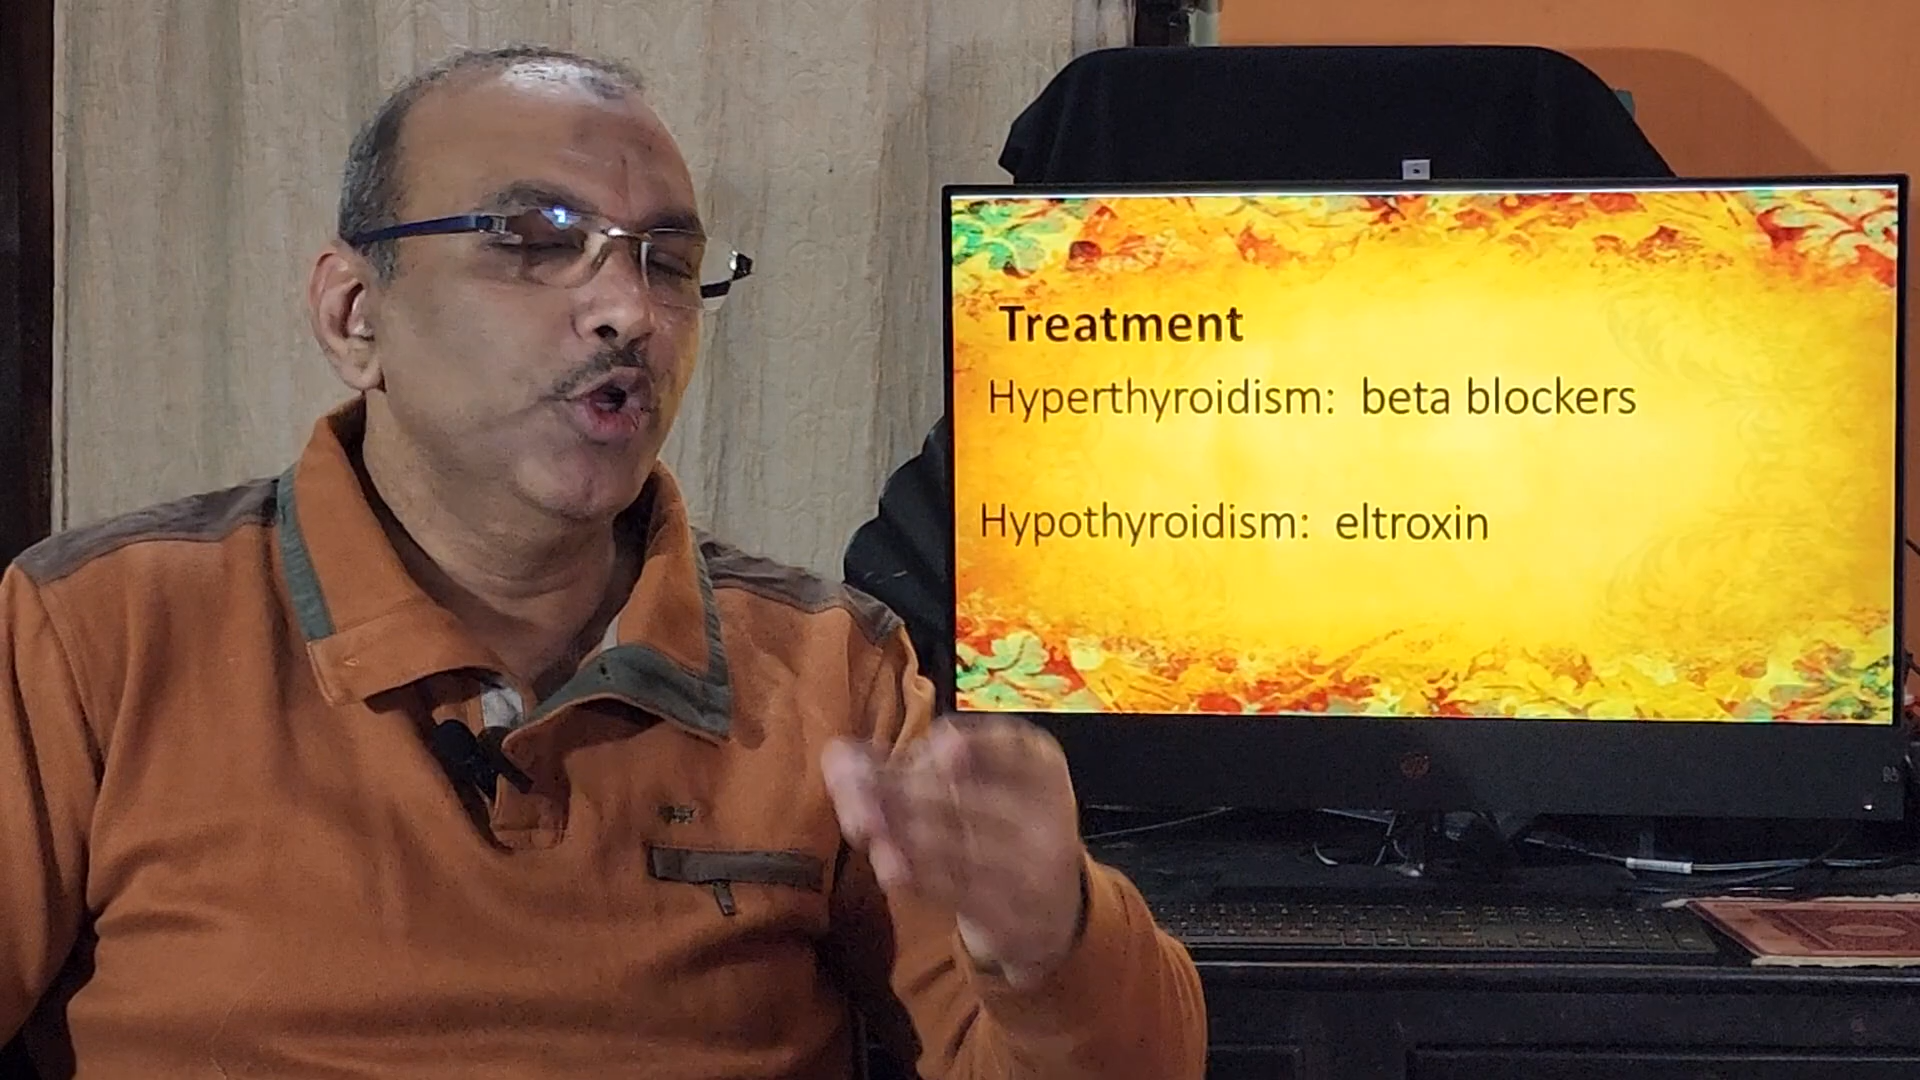 Treatment
Hyperthyroidism: beta blockers
Hypothyroidism: eltroxin